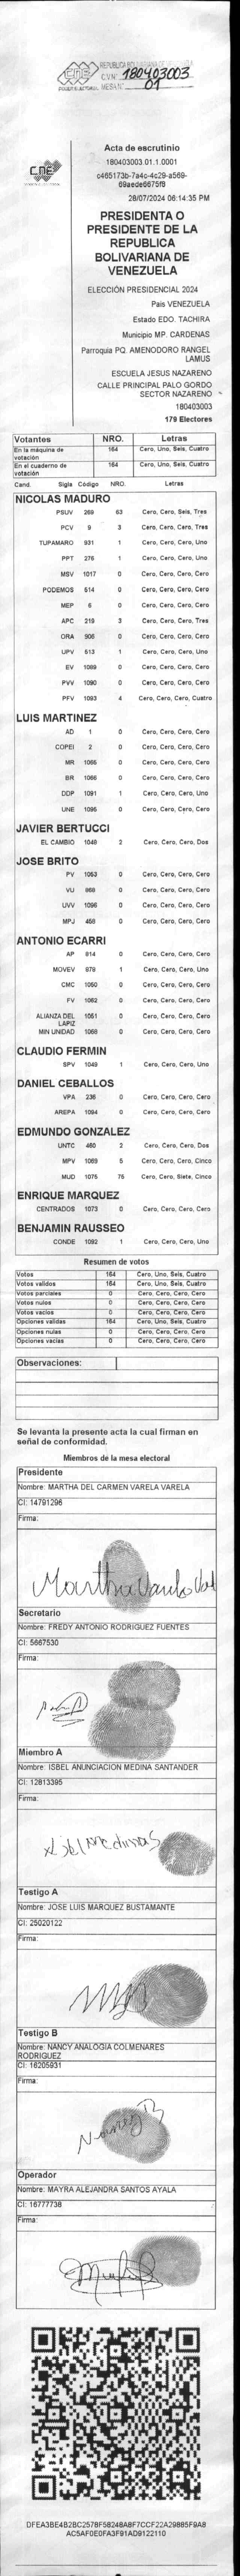 CNE
PODER ELECTORAL
REPUBLICA BOLIVARIANA DE VENEZUELA
C.V.Nº 180403003
MESA Nº 01
CNE
Acta de escrutinio
180403003.01.1.0001
c465173b-7a4c-4c29-a569-
69aede6675f8
28/07/2024 06:14:35 PM
PRESIDENTA O
PRESIDENTE DE LA
REPUBLICA
BOLIVARIANA DE
VENEZUELA
ELECCIÓN PRESIDENCIAL 2024
Pais VENEZUELA
Estado EDO. TACHIRA
Municipio MP. CARDENAS
Parroquia PQ. AMENODORO RANGEL
LAMUS
ESCUELA JESUS NAZARENO
CALLE PRINCIPAL PALO GORDO
SECTOR NAZARENO
180403003
179 Electores
Votantes NRO. Letras
En la máquina de votación 164 Cero, Uno, Seis, Cuatro
En el cuaderno de votación 164 Cero, Uno, Seis, Cuatro
Cand. Sigla Código NRO. Letras
NICOLAS MADURO
PSUV 269 63 Cero, Cero, Seis, Tres
PCV 9 3 Cero, Cero, Cero, Tres
TUPAMARO 931 1 Cero, Cero, Cero, Uno
PPT 276 1 Cero, Cero, Cero, Uno
MSV 1017 0 Cero, Cero, Cero, Cero
PODEMOS 514 0 Cero, Cero, Cero, Cero
MEP 6 0 Cero, Cero, Cero, Cero
APC 219 3 Cero, Cero, Cero, Tres
ORA 906 0 Cero, Cero, Cero, Cero
UPV 513 1 Cero, Cero, Cero, Uno
EV 1089 0 Cero, Cero, Cero, Cero
PVV 1090 0 Cero, Cero, Cero, Cero
PFV 1093 4 Cero, Cero, Cero, Cuatro
LUIS MARTINEZ
AD 1 0 Cero, Cero, Cero, Cero
COPEI 2 0 Cero, Cero, Cero, Cero
MR 1055 0 Cero, Cero, Cero, Cero
BR 1086 0 Cero, Cero, Cero, Cero
DDP 1091 1 Cero, Cero, Cero, Uno
UNE 1095 0 Cero, Cero, Cero, Cero
JAVIER BERTUCCI
EL CAMBIO 1048 2 Cero, Cero, Cero, Dos
JOSE BRITO
PV 1053 0 Cero, Cero, Cero, Cero
VU 868 0 Cero, Cero, Cero, Cero
UVV 1096 0 Cero, Cero, Cero, Cero
MPJ 458 0 Cero, Cero, Cero, Cero
ANTONIO ECARRI
AP 814 0 Cero, Cero, Cero, Cero
MOVEV 979 1 Cero, Cero, Cero, Uno
CMC 1050 0 Cero, Cero, Cero, Cero
FV 1062 0 Cero, Cero, Cero, Cero
ALIANZA DEL LAPIZ 1051 0 Cero, Cero, Cero, Cero
MIN UNIDAD 1068 0 Cero, Cero, Cero, Cero
CLAUDIO FERMIN
SPV 1049 1 Cero, Cero, Cero, Uno
DANIEL CEBALLOS
VPA 236 0 Cero, Cero, Cero, Cero
AREPA 1094 0 Cero, Cero, Cero, Cero
EDMUNDO GONZALEZ
UNTC 460 2 Cero, Cero, Cero, Dos
MPV 1069 5 Cero, Cero, Cero, Cinco
MUD 1075 75 Cero, Cero, Siete, Cinco
ENRIQUE MARQUEZ
CENTRADOS 1073 0 Cero, Cero, Cero, Cero
BENJAMIN RAUSSEO
CONDE 1092 1 Cero, Cero, Cero, Uno
Resumen de votos
Votos 164 Cero, Uno, Seis, Cuatro
Votos validos 164 Cero, Uno, Seis, Cuatro
Votos parciales 0 Cero, Cero, Cero, Cero
Votos nulos 0 Cero, Cero, Cero, Cero
Votos vacios 0 Cero, Cero, Cero, Cero
Opciones validas 164 Cero, Uno, Seis, Cuatro
Opciones nulas 0 Cero, Cero, Cero, Cero
Opciones vacias 0 Cero, Cero, Cero, Cero
Observaciones:
Se levanta la presente acta la cual firman en
señal de conformidad.
Miembros de la mesa electoral
Presidente
Nombre: MARTHA DEL CARMEN VARELA VARELA
CI: 14791296
Firma:
Secretario
Nombre: FREDY ANTONIO RODRIGUEZ FUENTES
CI: 5667530
Firma:
Miembro A
Nombre: ISBEL ANUNCIACION MEDINA SANTANDER
CI: 12813395
Firma:
Testigo A
Nombre: JOSE LUIS MARQUEZ BUSTAMANTE
CI: 25020122
Firma:
Testigo B
Nombre: NANCY ANALOGIA COLMENARES
RODRIGUEZ
CI: 16205931
Firma:
Operador
Nombre: MAYRA ALEJANDRA SANTOS AYALA
CI: 16777738
Firma:
DFEA3BE4B2BC2578F58248A8F7CCF22A29885F9A8
AC5AF0E0FA3F91AD9122110